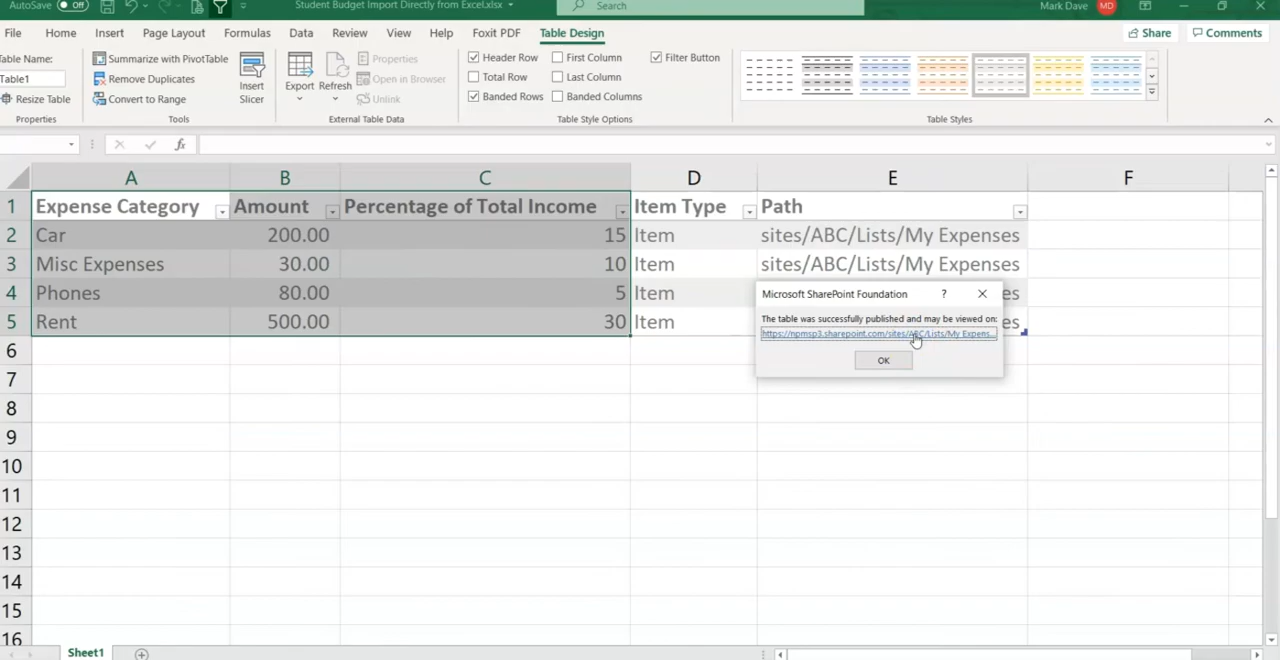 AutoSave Off Student Budget Import Directly from Excel.xlsx Search Mark Dave MD
File Home Insert Page Layout Formulas Data Review View Help Foxit PDF Table Design Share Comments
Table Name:
Table1
Resize Table
Properties
Summarize with PivotTable
Remove Duplicates
Convert to Range
Insert
Slicer
Tools
Export
Refresh
Properties
Open in Browser
Unlink
External Table Data
Header Row First Column Filter Button
Total Row Last Column
Banded Rows Banded Columns
Table Style Options
Table Styles
fx
A B C D E F
1 Expense Category Amount Percentage of Total Income Item Type Path
2 Car 200.00 15 Item sites/ABC/Lists/My Expenses
3 Misc Expenses 30.00 10 Item sites/ABC/Lists/My Expenses
4 Phones 80.00 5 Item es
5 Rent 500.00 30 Item es
Microsoft SharePoint Foundation ?
The table was successfully published and may be viewed on:
https://npmsp3.sharepoint.com/sites/ABC/Lists/My Expens...
OK
6
7
8
9
10
11
12
13
14
15
16
Sheet1